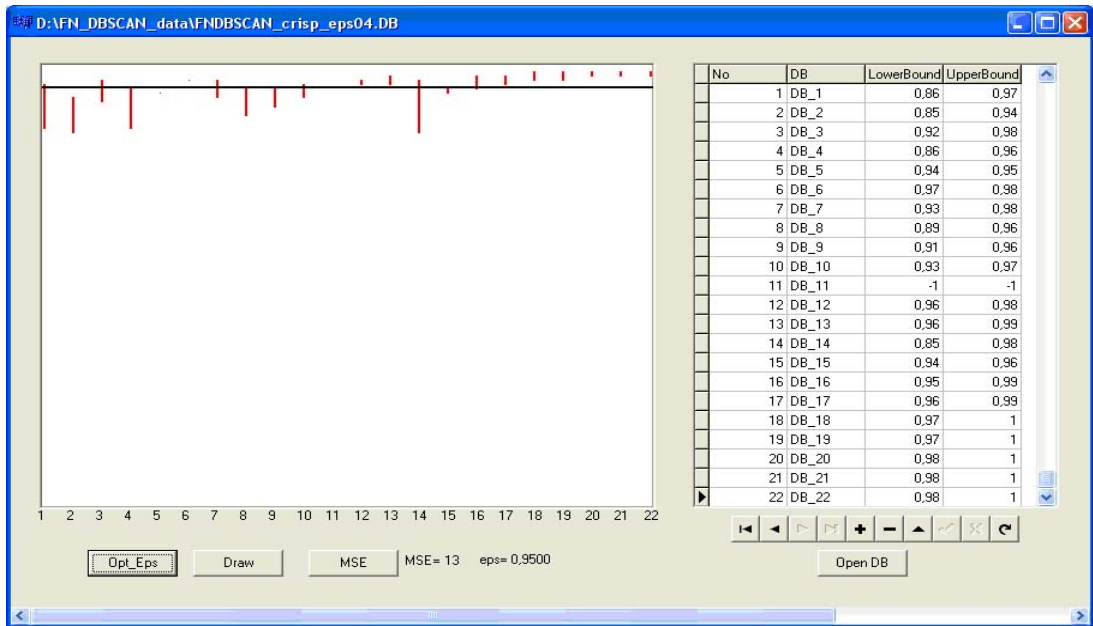 D:\FN_DBSCAN_data\FNDBSCAN_crisp_eps04.DB
No DB LowerBound UpperBound
1 DB_1 0,86 0,97
2 DB_2 0,85 0,94
3 DB_3 0,92 0,98
4 DB_4 0,86 0,96
5 DB_5 0,94 0,95
6 DB_6 0,97 0,98
7 DB_7 0,93 0,98
8 DB_8 0,89 0,96
9 DB_9 0,91 0,96
10 DB_10 0,93 0,97
11 DB_11 -1 -1
12 DB_12 0,96 0,98
13 DB_13 0,96 0,99
14 DB_14 0,85 0,98
15 DB_15 0,94 0,96
16 DB_16 0,95 0,99
17 DB_17 0,96 0,99
18 DB_18 0,97 1
19 DB_19 0,97 1
20 DB_20 0,98 1
21 DB_21 0,98 1
22 DB_22 0,98 1
1 2 3 4 5 6 7 8 9 10 11 12 13 14 15 16 17 18 19 20 21 22
Opt_Eps Draw MSE MSE= 13 eps= 0,9500 Open DB